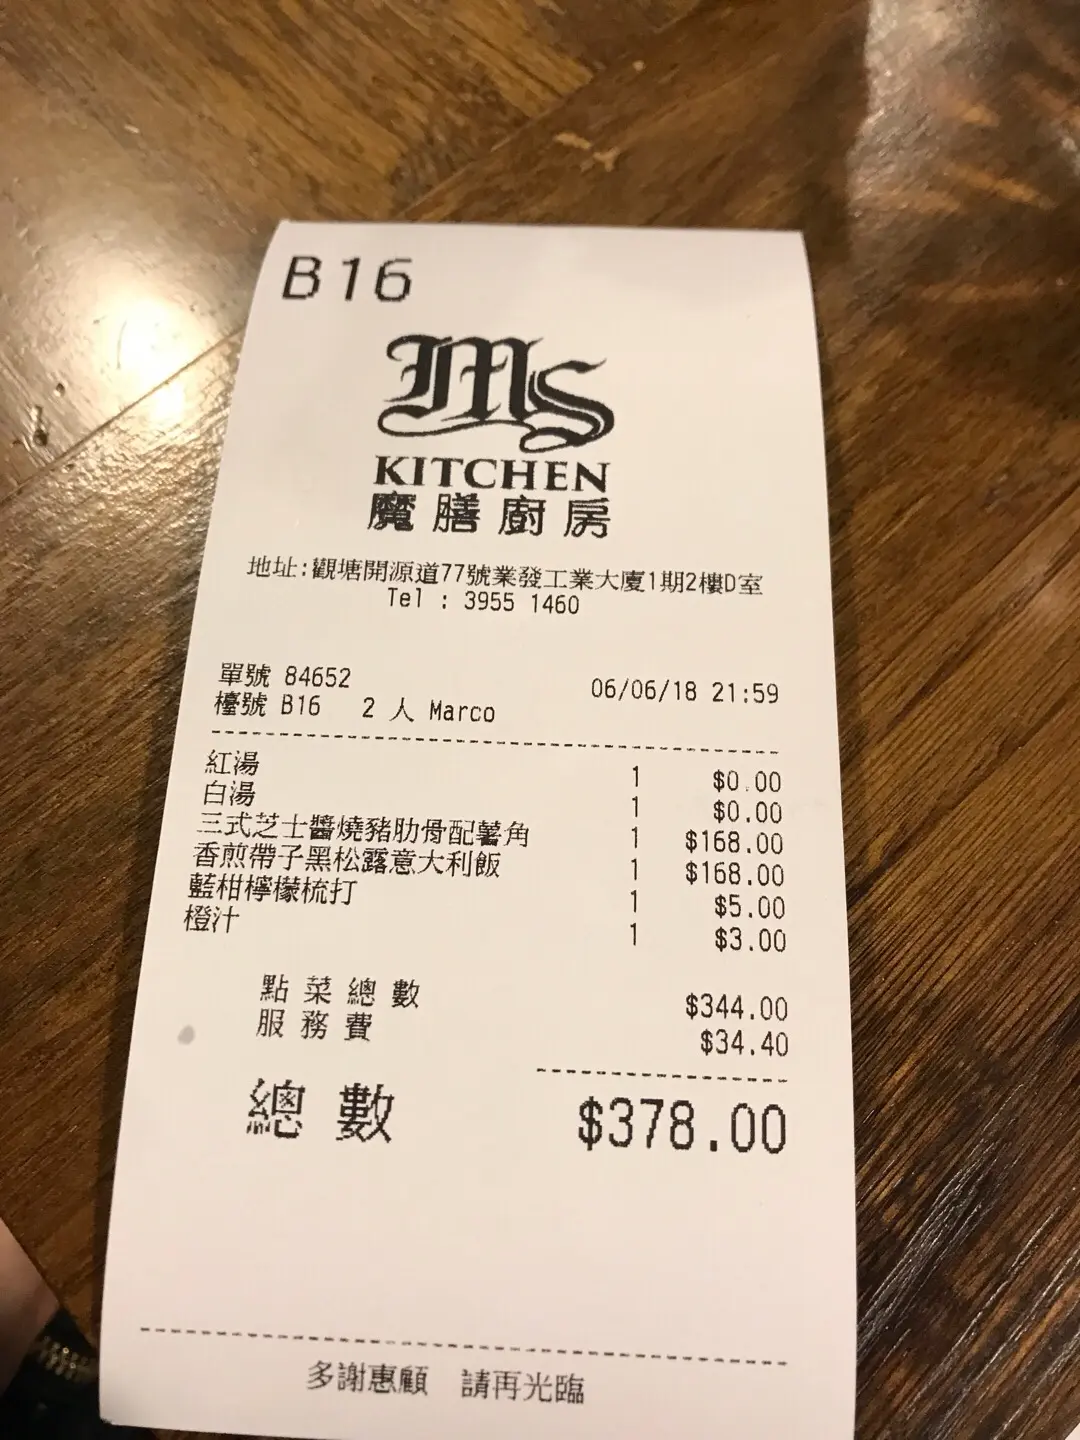 B16
MS
KITCHEN
魔膳廚房
地址:觀塘開源道77號業發工業大廈1期2樓D室
Tel : 3955 1460
單號 84652 06/06/18 21:59
檯號 B16 2 人 Marco
紅湯 1 $0.00
白湯 1 $0.00
三式芝士醬燒豬肋骨配薯角 1 $168.00
香煎帶子黑松露意大利飯 1 $168.00
藍柑檸檬梳打 1 $5.00
橙汁 1 $3.00
點菜總數 $344.00
服務費 $34.40
總數 $378.00
多謝惠顧 請再光臨